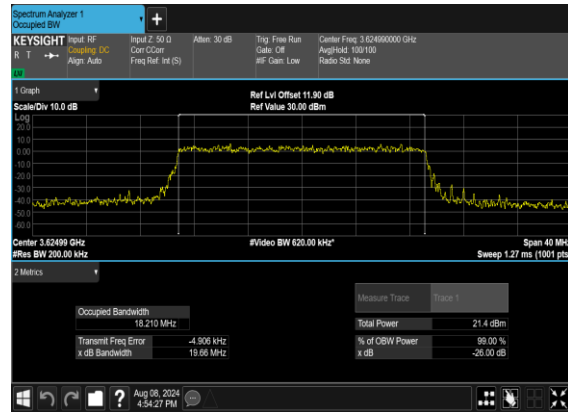 Spectrum Analyzer 1
Occupied BW
+
KEYSIGHT
R T
LU
Input: RF
Coupling: DC
Align: Auto
Input Z: 50 Ω
Corr CCorr
Freq Ref: Int (S)
Atten: 30 dB
Trig: Free Run
Gate: Off
#IF Gain: Low
Center Freq: 3.624990000 GHz
Avg|Hold: 100/100
Radio Std: None
1 Graph
Scale/Div 10.0 dB
Ref Lvl Offset 11.90 dB
Ref Value 30.00 dBm
Log
20.0
10.0
0.00
-10.0
-20.0
-30.0
-40.0
-50.0
-60.0
Center 3.62499 GHz
#Res BW 200.00 kHz
#Video BW 620.00 kHz*
Span 40 MHz
Sweep 1.27 ms (1001 pts
2 Metrics
Measure Trace Trace 1
Occupied Bandwidth
18.210 MHz
Total Power 21.4 dBm
Transmit Freq Error -4.906 kHz
% of OBW Power 99.00 %
x dB Bandwidth 19.66 MHz
x dB -26.00 dB
?
Aug 08, 2024
4:54:27 PM